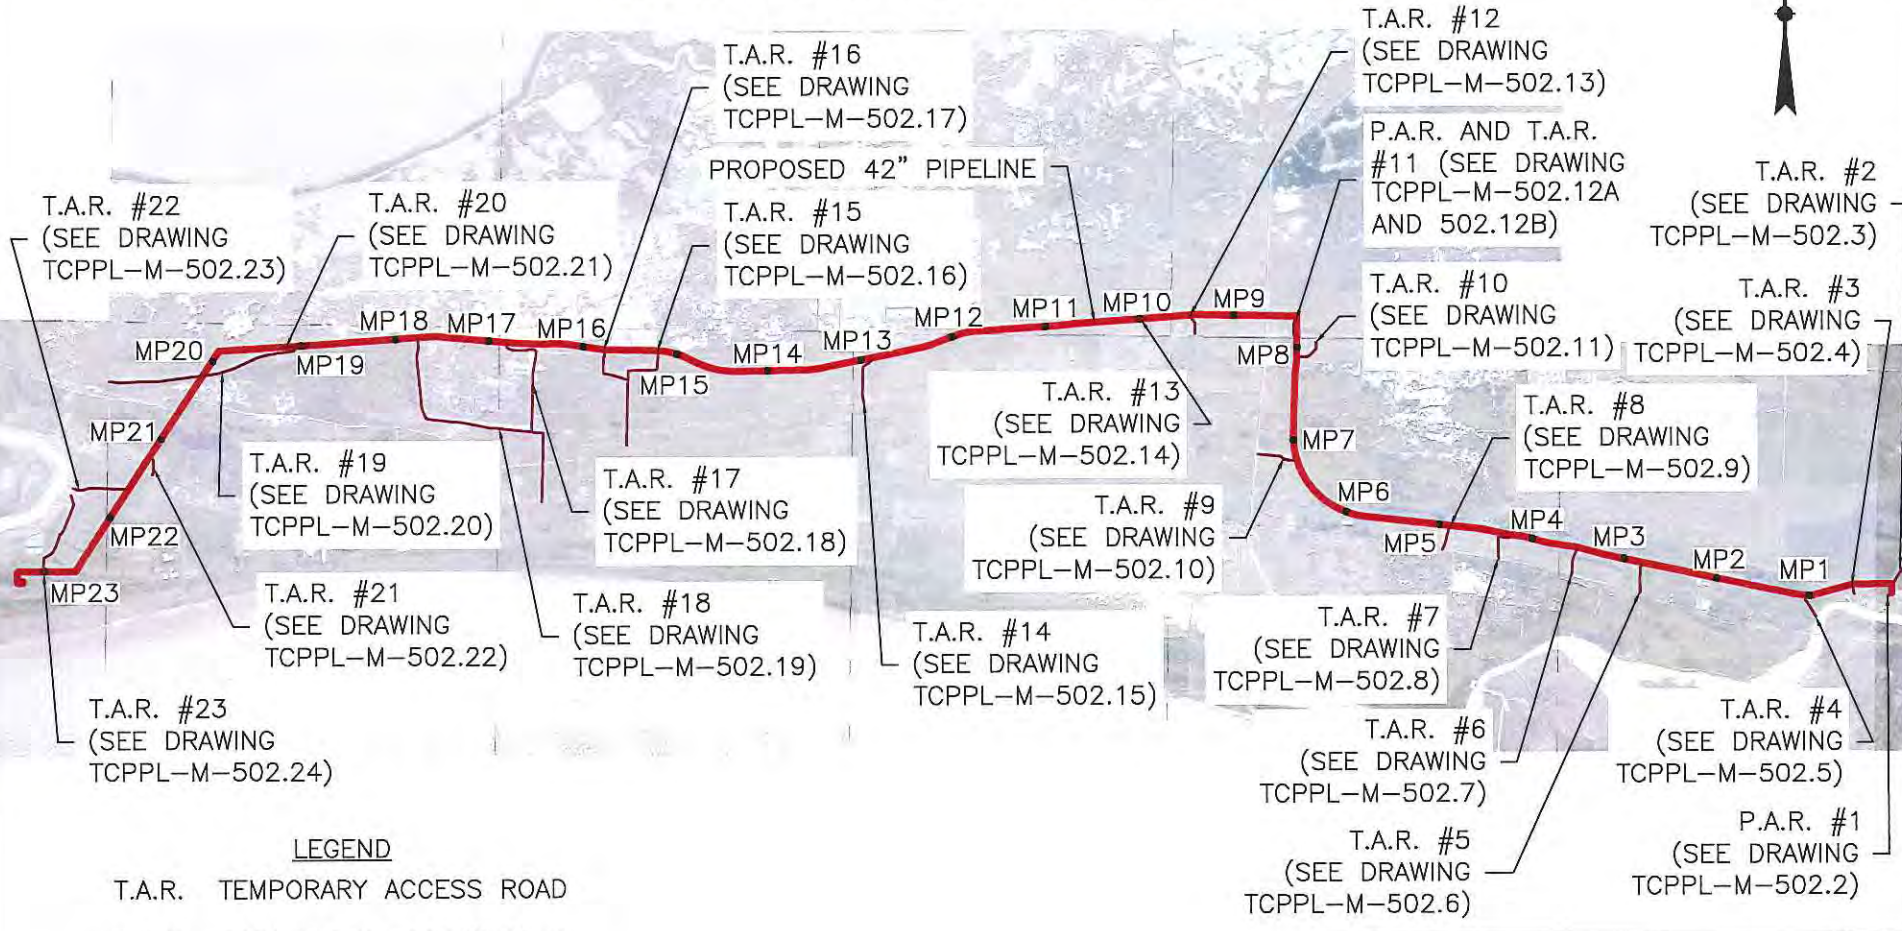 T.A.R. #12
(SEE DRAWING
TCPPL-M-502.13)
T.A.R. #16
(SEE DRAWING
TCPPL-M-502.17)
P.A.R. AND T.A.R.
#11 (SEE DRAWING
TCPPL-M-502.12A
AND 502.12B)
PROPOSED 42" PIPELINE
T.A.R. #2
(SEE DRAWING
TCPPL-M-502.3)
T.A.R. #22
(SEE DRAWING
TCPPL-M-502.23)
T.A.R. #20
(SEE DRAWING
TCPPL-M-502.21)
T.A.R. #15
(SEE DRAWING
TCPPL-M-502.16)
T.A.R. #10
(SEE DRAWING
TCPPL-M-502.11)
T.A.R. #3
(SEE DRAWING
TCPPL-M-502.4)
MP20
MP19
MP18
MP17
MP16
MP15
MP14
MP13
MP12
MP11
MP10
MP9
MP8
MP7
MP6
MP5
MP4
MP3
MP2
MP1
MP21
MP22
MP23
T.A.R. #13
(SEE DRAWING
TCPPL-M-502.14)
T.A.R. #8
(SEE DRAWING
TCPPL-M-502.9)
T.A.R. #19
(SEE DRAWING
TCPPL-M-502.20)
T.A.R. #17
(SEE DRAWING
TCPPL-M-502.18)
T.A.R. #9
(SEE DRAWING
TCPPL-M-502.10)
T.A.R. #21
(SEE DRAWING
TCPPL-M-502.22)
T.A.R. #18
(SEE DRAWING
TCPPL-M-502.19)
T.A.R. #14
(SEE DRAWING
TCPPL-M-502.15)
T.A.R. #7
(SEE DRAWING
TCPPL-M-502.8)
T.A.R. #23
(SEE DRAWING
TCPPL-M-502.24)
T.A.R. #6
(SEE DRAWING
TCPPL-M-502.7)
T.A.R. #4
(SEE DRAWING
TCPPL-M-502.5)
T.A.R. #5
(SEE DRAWING
TCPPL-M-502.6)
P.A.R. #1
(SEE DRAWING
TCPPL-M-502.2)
LEGEND
T.A.R. TEMPORARY ACCESS ROAD